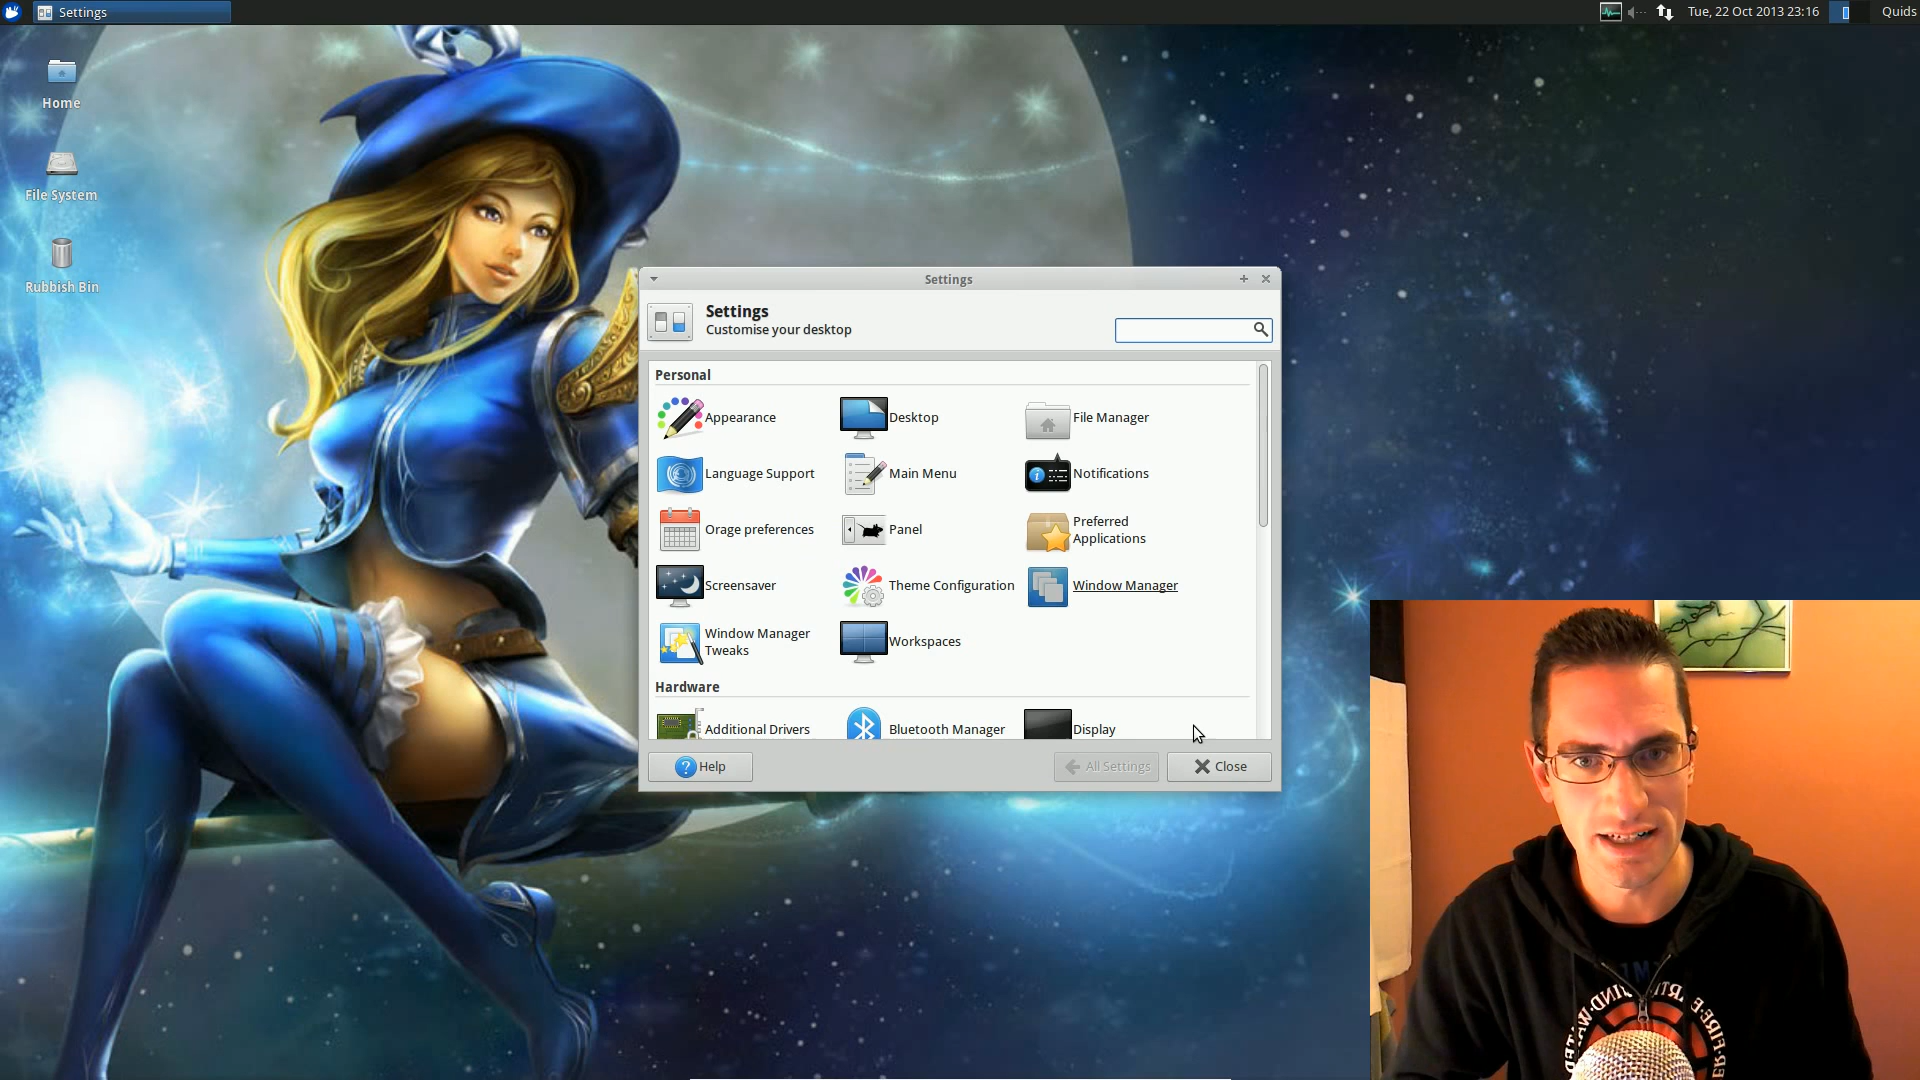 Settings
Tue, 22 Oct 2013 23:16
Quids
Home
File System
Rubbish Bin
Settings
Settings
Customise your desktop
Personal
Appearance
Desktop
File Manager
Language Support
Main Menu
Notifications
Orage preferences
Panel
Preferred
Applications
Screensaver
Theme Configuration
Window Manager
Window Manager
Tweaks
Workspaces
Hardware
Additional Drivers
Bluetooth Manager
Display
Help
All Settings
Close